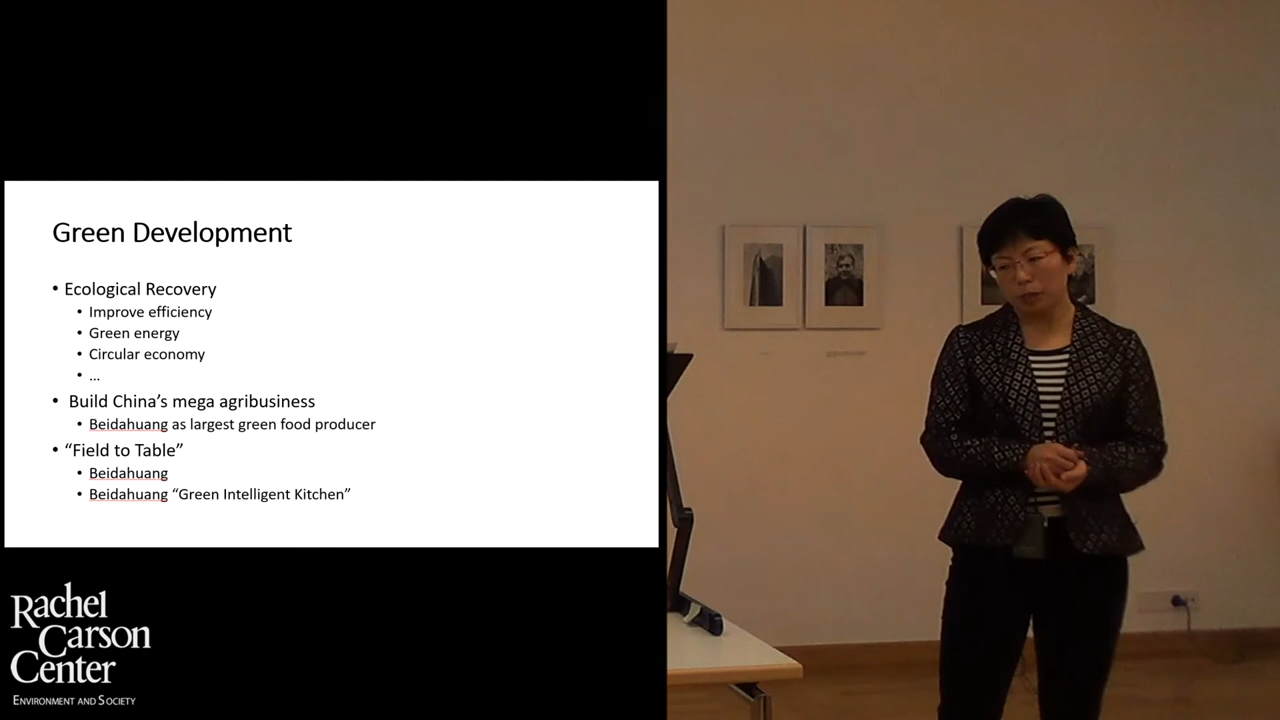 Green Development
• Ecological Recovery
• Improve efficiency
• Green energy
• Circular economy
• ...
• Build China's mega agribusiness
• Beidahuang as largest green food producer
• “Field to Table”
• Beidahuang
• Beidahuang “Green Intelligent Kitchen”
Rachel
Carson
Center
ENVIRONMENT AND SOCIETY